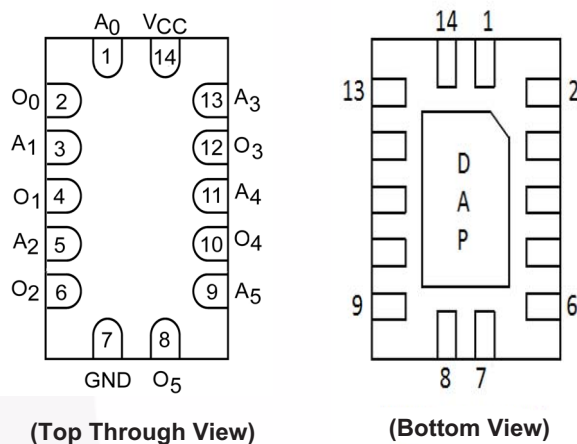 A0 VCC
1 14
O0 2 13 A3
A1 3 12 O3
O1 4 11 A4
A2 5 10 O4
O2 6 9 A5
7 8
GND O5
(Top Through View)
14 1
13 2
D
A
P
9 6
8 7
(Bottom View)